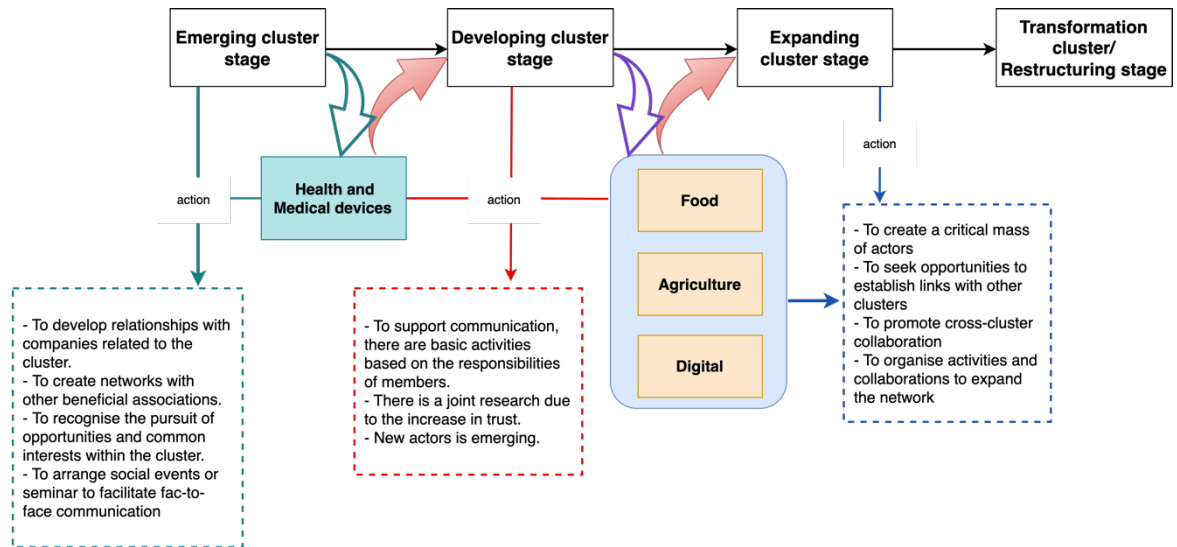 Emerging cluster
stage
Developing cluster
stage
Expanding
cluster stage
Transformation
cluster/
Restructuring stage
action
Health and
Medical devices
action
Food
Agriculture
Digital
action
- To develop relationships with
companies related to the
cluster.
- To create networks with
other beneficial associations.
- To recognise the pursuit of
opportunities and common
interests within the cluster.
- To arrange social events or
seminar to facilitate fac-to-
face communication
- To support communication,
there are basic activities
based on the responsibilities
of members.
- There is a joint research due
to the increase in trust.
- New actors is emerging.
- To create a critical mass
of actors
- To seek opportunities to
establish links with other
clusters
- To promote cross-cluster
collaboration
- To organise activities and
collaborations to expand
the network